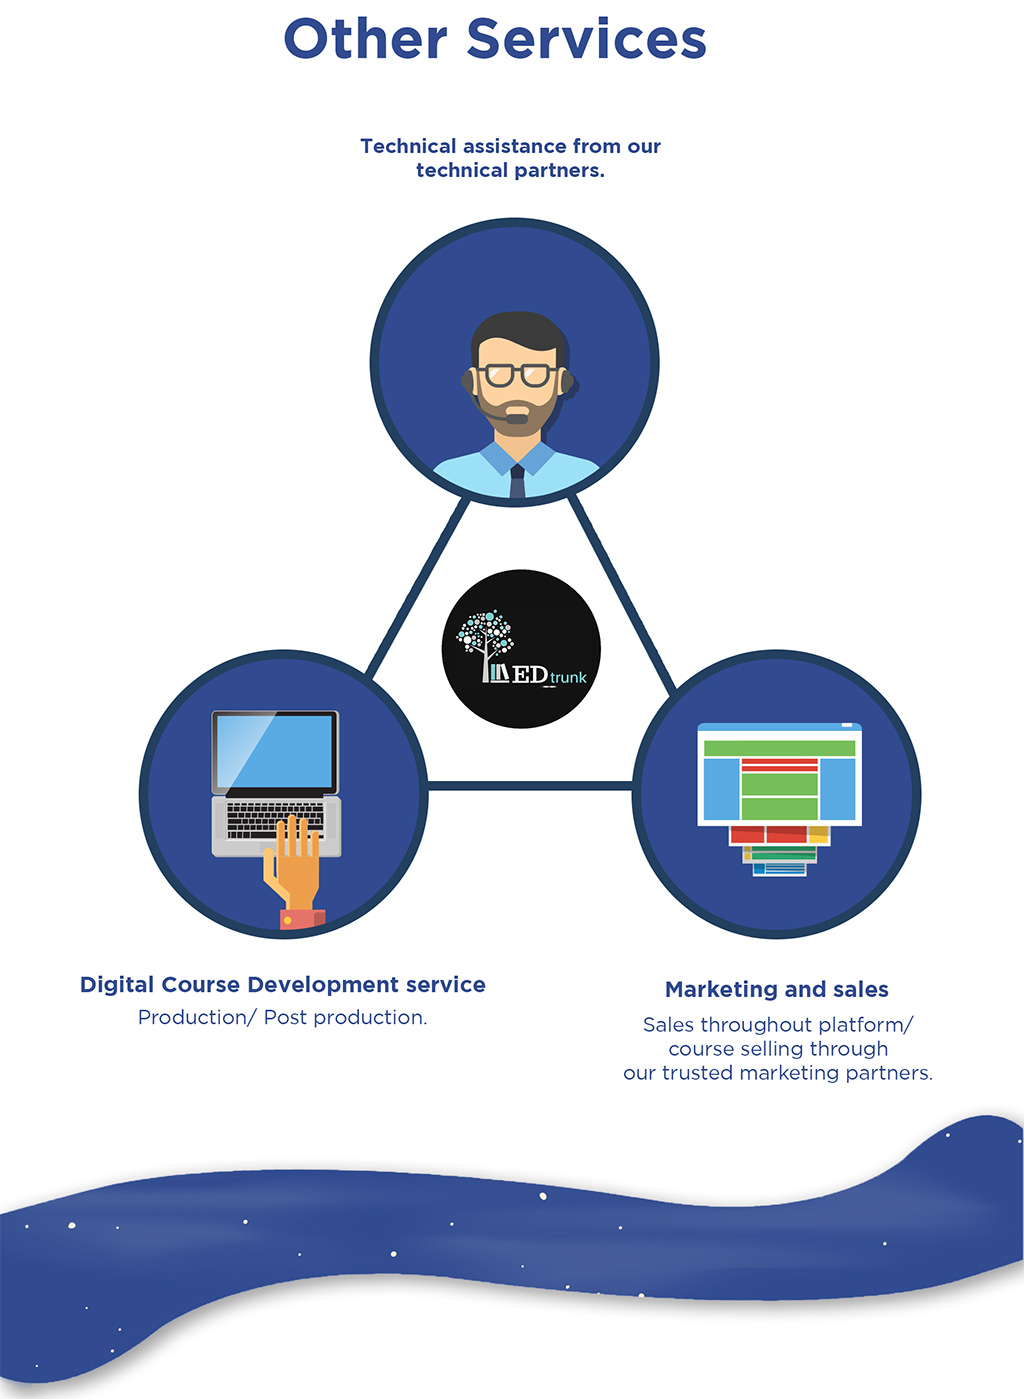 Other Services
Technical assistance from our
technical partners.
EDtrunk
Digital Course Development service
Production/ Post production.
Marketing and sales
Sales throughout platform/
course selling through
our trusted marketing partners.